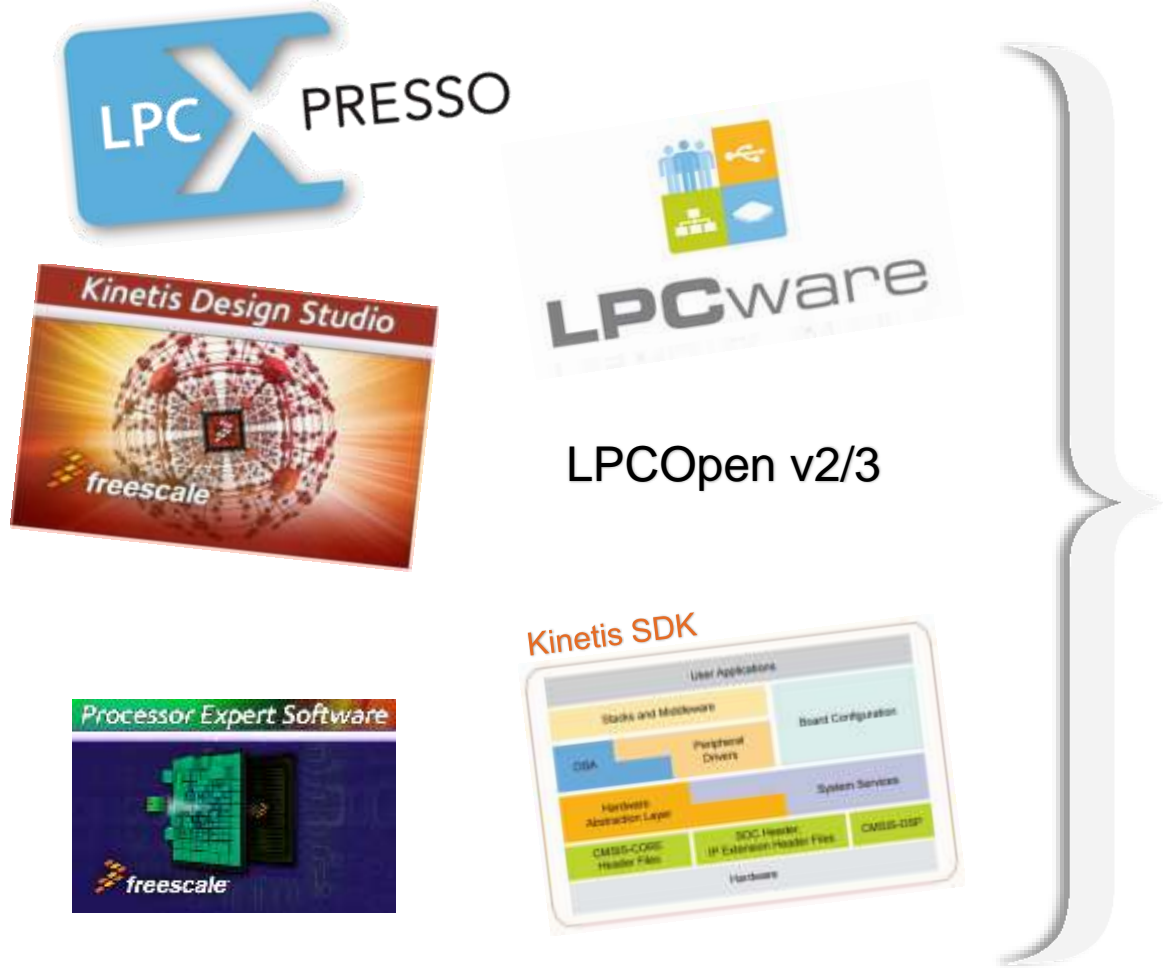 LPC XPRESSO
LPCware
Kinetis Design Studio
freescale
LPCOpen v2/3
Kinetis SDK
User Applications
Stacks and Middleware
Board Configuration
OSA
Peripheral
Drivers
System Services
Hardware
Abstraction Layer
CMSIS-CORE
Header Files
SOC Header,
IP Extension Header Files
CMSIS-DSP
Hardware
Processor Expert Software
freescale